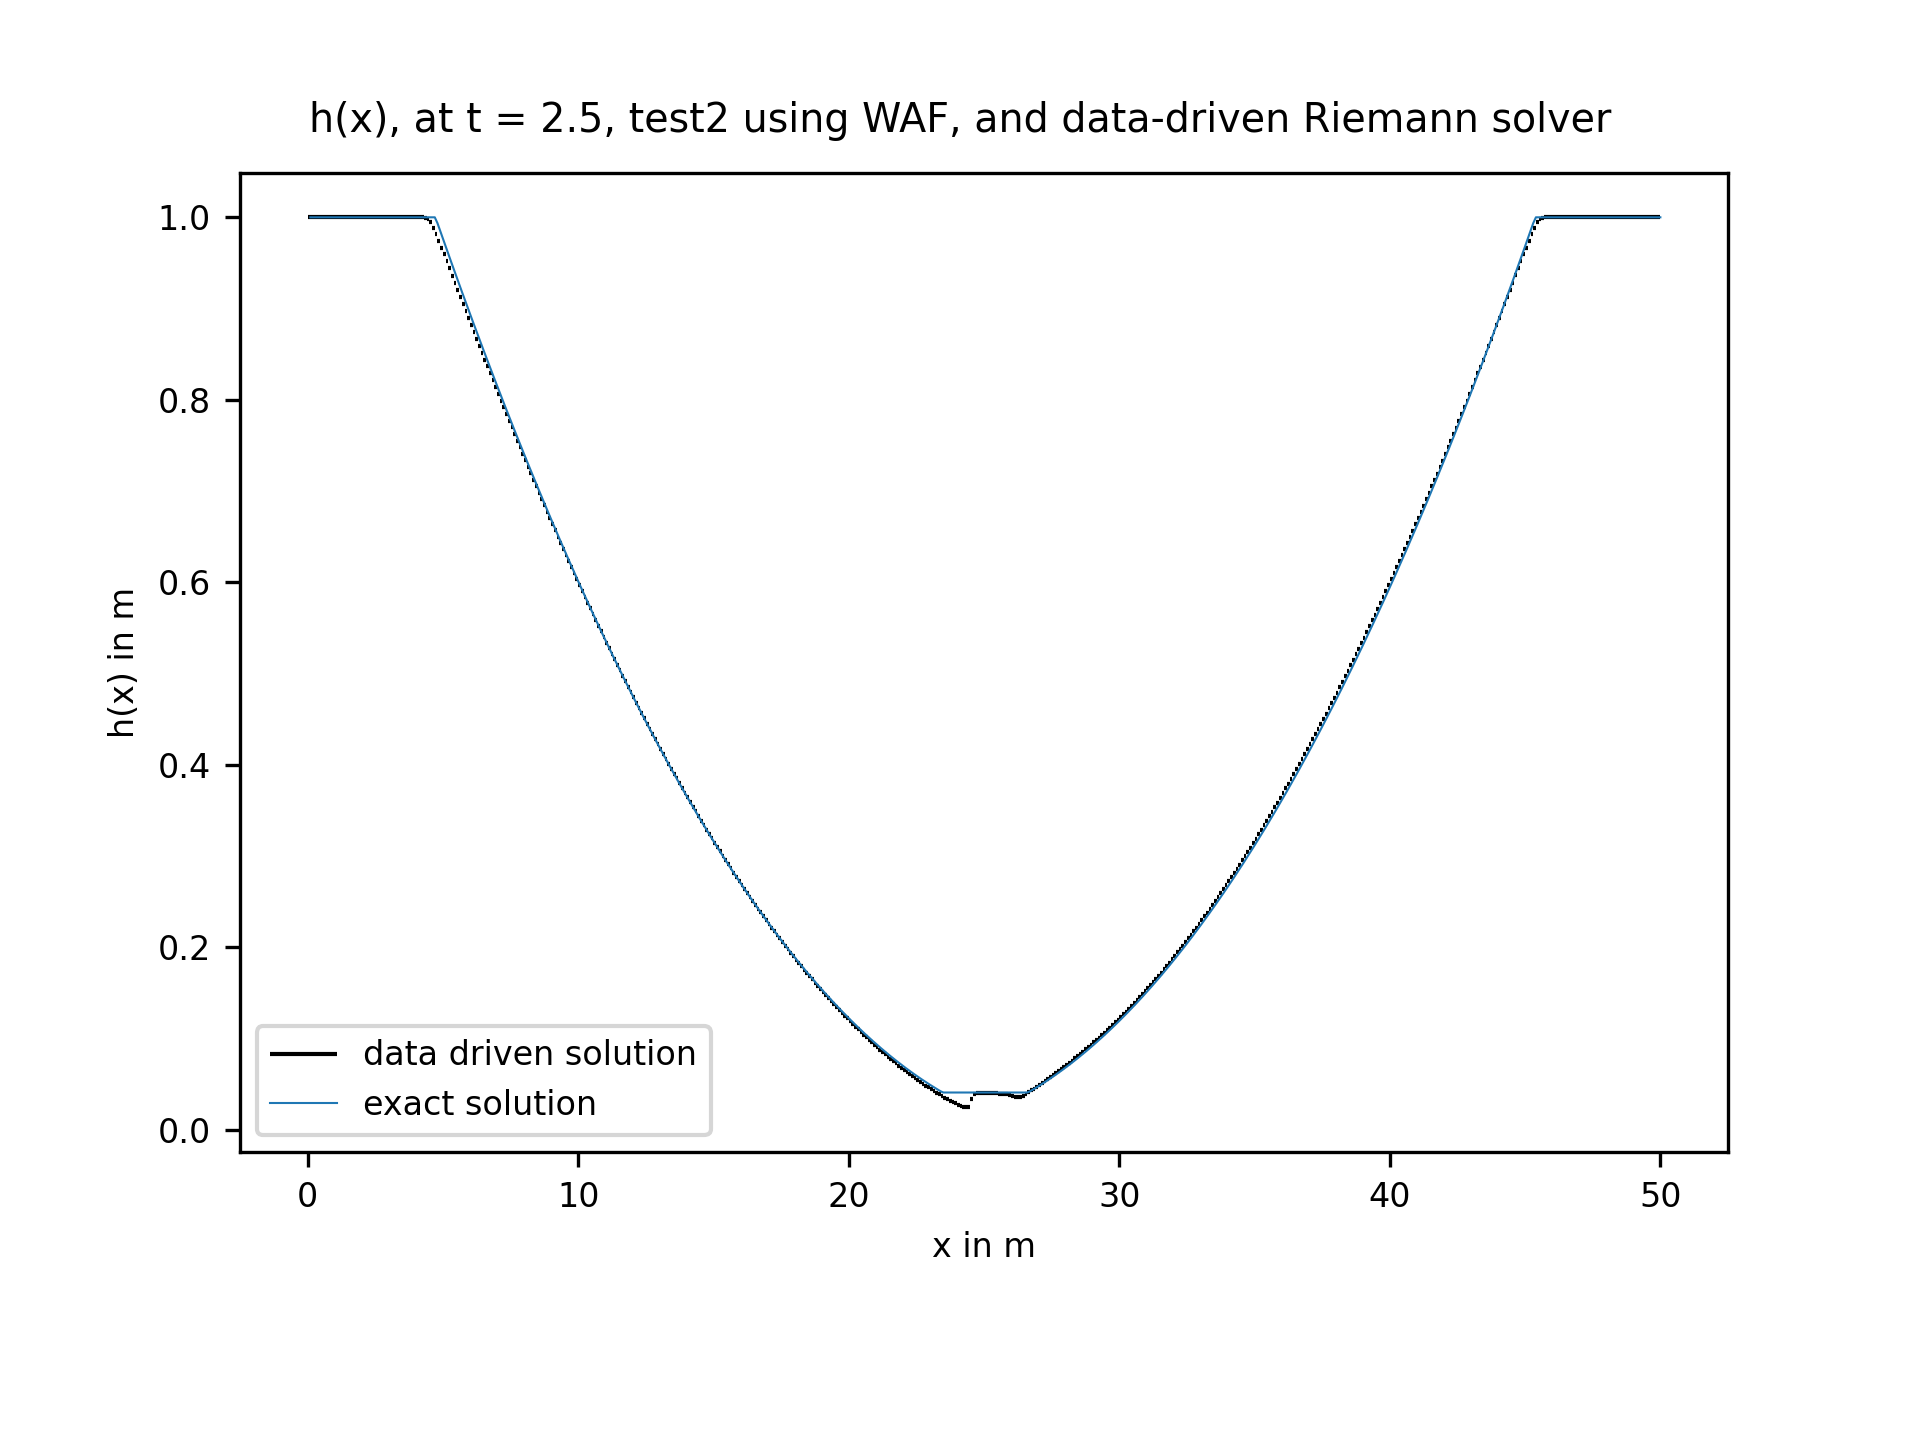 h(x), at t = 2.5, test2 using WAF, and data-driven Riemann solver
1.0
0.8
0.6
0.4
0.2
0.0
h(x) in m
data driven solution
exact solution
0 10 20 30 40 50
x in m